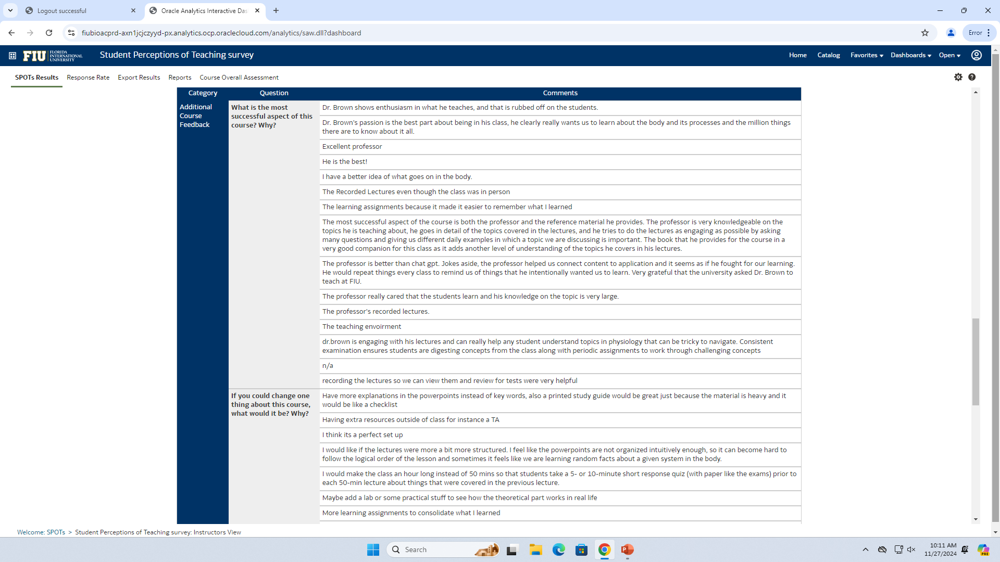 Logout successful
Oracle Analytics Interactive Das
fiubioacprd-axn1jcjczyyd-px.analytics.ocp.oraclecloud.com/analytics/saw.dll?dashboard
Error
FIU FLORIDA
INTERNATIONAL
UNIVERSITY
Student Perceptions of Teaching survey
Home Catalog Favorites Dashboards Open
SPOTs Results Response Rate Export Results Reports Course Overall Assessment
Category Question Comments
Additional
Course
Feedback
What is the most
successful aspect of this
course? Why?
Dr. Brown shows enthusiasm in what he teaches, and that is rubbed off on the students.
Dr. Brown's passion is the best part about being in his class, he clearly really wants us to learn about the body and its processes and the million things
there are to know about it all.
Excellent professor
He is the best!
I have a better idea of what goes on in the body.
The Recorded Lectures even though the class was in person
The learning assignments because it made it easier to remember what I learned
The most successful aspect of the course is both the professor and the reference material he provides. The professor is very knowledgeable on the
topics he is teaching about, he goes in detail of the topics covered in the lectures, and he tries to do the lectures as engaging as possible by asking
many questions and giving us different daily examples in which a topic we are discussing is important. The book that he provides for the course in a
very good companion for this class as it adds another level of understanding of the topics he covers in his lectures.
The professor is better than chat gpt. Jokes aside, the professor helped us connect content to application and it seems as if he fought for our learning.
He would repeat things every class to remind us of things that he intentionally wanted us to learn. Very grateful that the university asked Dr. Brown to
teach at FIU.
The professor really cared that the students learn and his knowledge on the topic is very large.
The professor's recorded lectures.
The teaching envoirment
dr.brown is engaging with his lectures and can really help any student understand topics in physiology that can be tricky to navigate. Consistent
examination ensures students are digesting concepts from the class along with periodic assignments to work through challenging concepts
n/a
recording the lectures so we can view them and review for tests were very helpful
If you could change one
thing about this course,
what would it be? Why?
Have more explanations in the powerpoints instead of key words, also a printed study guide would be great just because the material is heavy and it
would be like a checklist
Having extra resources outside of class for instance a TA
I think its a perfect set up
I would like if the lectures were more a bit more structured. I feel like the powerpoints are not organized intuitively enough, so it can become hard to
follow the logical order of the lesson and sometimes it feels like we are learning random facts about a given system in the body.
I would make the class an hour long instead of 50 mins so that students take a 5- or 10-minute short response quiz (with paper like the exams) prior to
each 50-min lecture about things that were covered in the previous lecture.
Maybe add a lab or some practical stuff to see how the theoretical part works in real life
More learning assignments to consolidate what I learned
Welcome: SPOTs > Student Perceptions of Teaching survey: Instructors View
Search
10:11 AM
11/27/2024
PRE